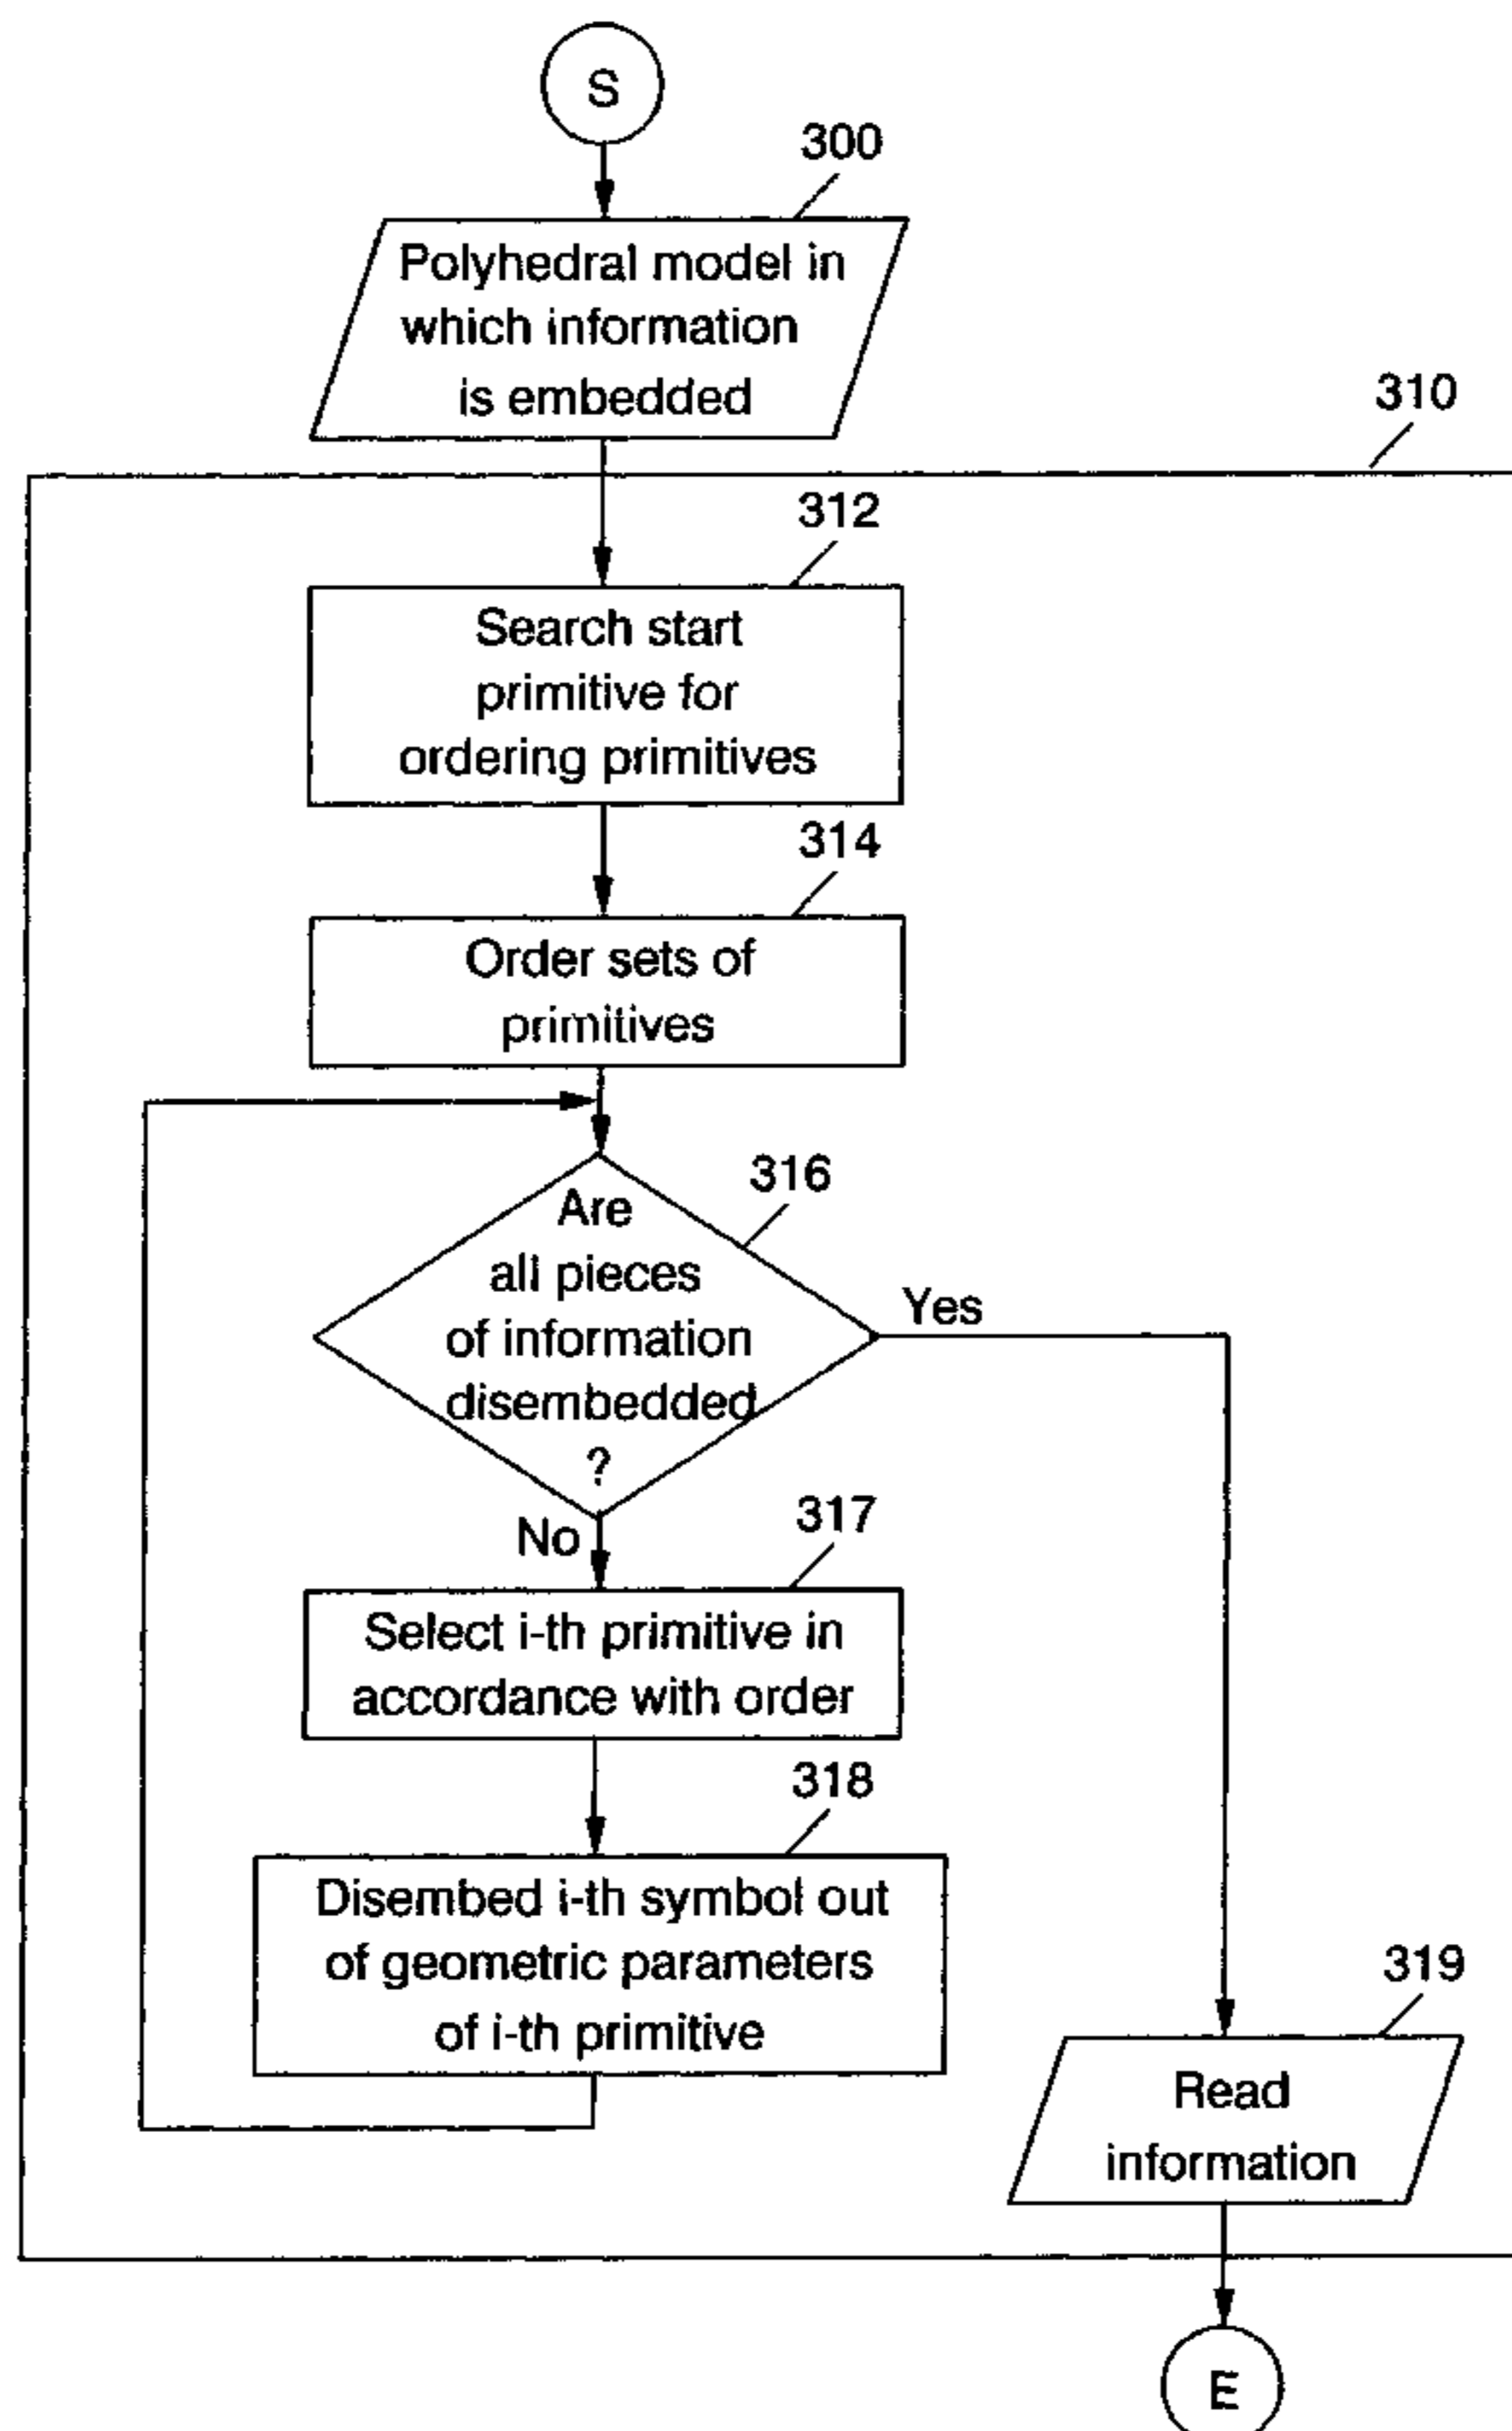 S
300
Polyhedral model in
which information
is embedded
310
312
Search start
primitive for
ordering primitives
314
Order sets of
primitives
316
Are
all pieces
of information
disembedded
?
Yes
No
317
Select i-th primitive in
accordance with order
318
Disembed i-th symbol out
of geometric parameters
of i-th primitive
319
Read
information
E